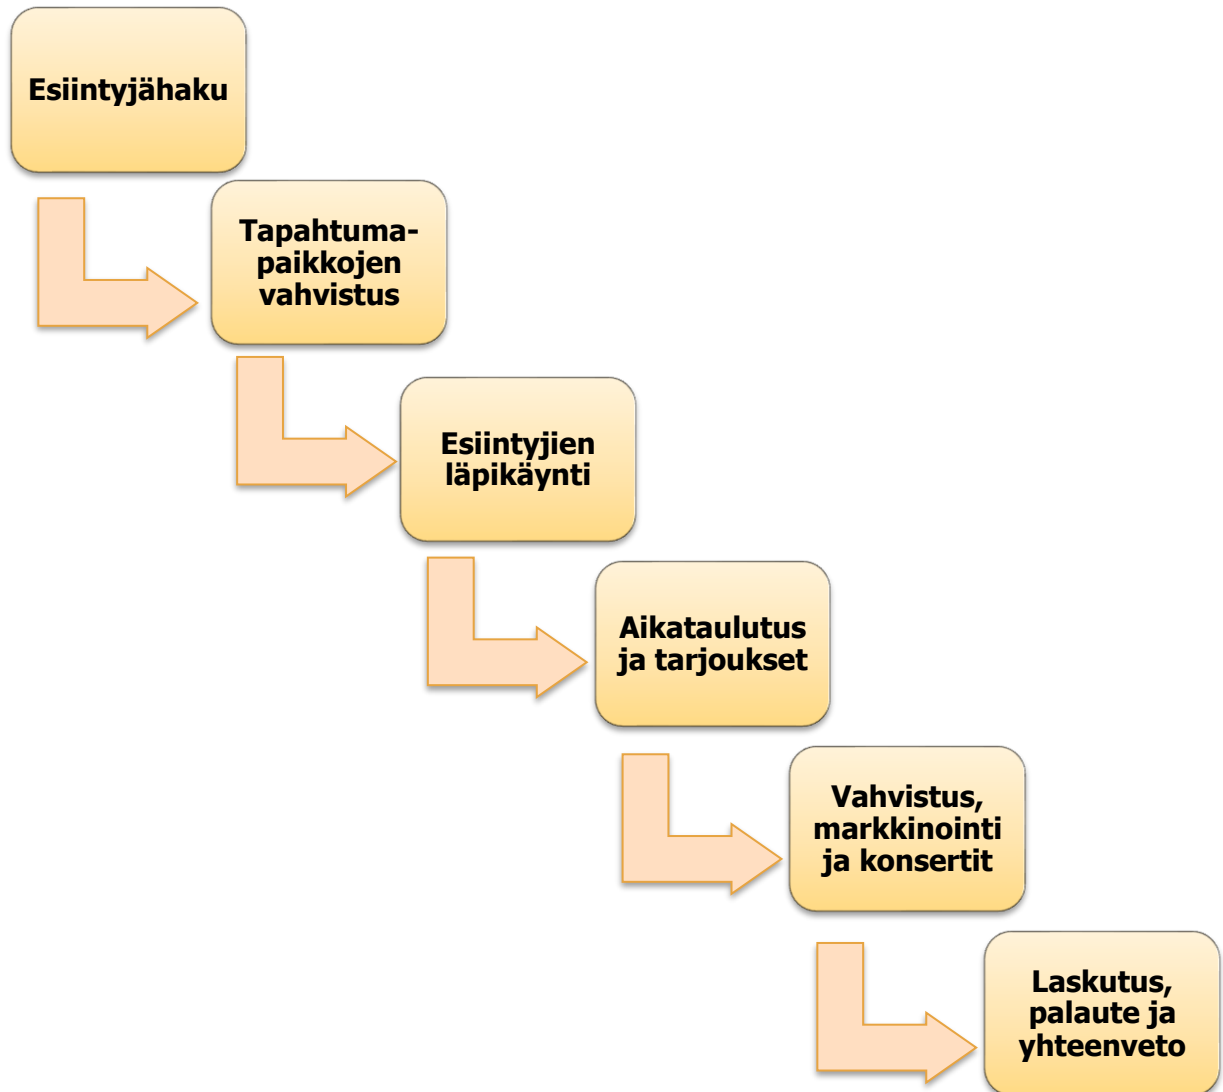 Esiintyjähaku
Tapahtuma-
paikkojen
vahvistus
Esiintyjien
läpikäynti
Aikataulutus
ja tarjoukset
Vahvistus,
markkinointi
ja konsertit
Laskutus,
palaute ja
yhteenveto